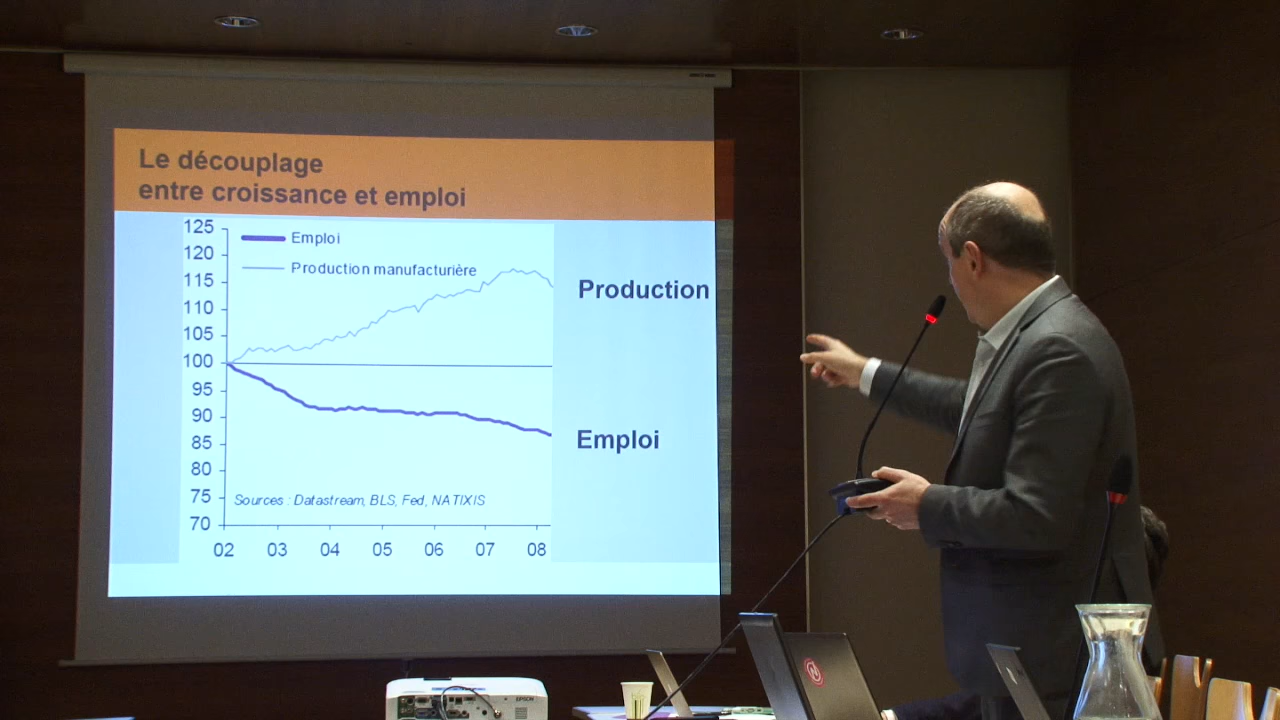 Le découplage
entre croissance et emploi
125
120
115
110
105
100
95
90
85
80
75
70
Emploi
Production manufacturière
Production
Emploi
Sources : Datastream, BLS, Fed, NATIXIS
02 03 04 05 06 07 08
EPSON